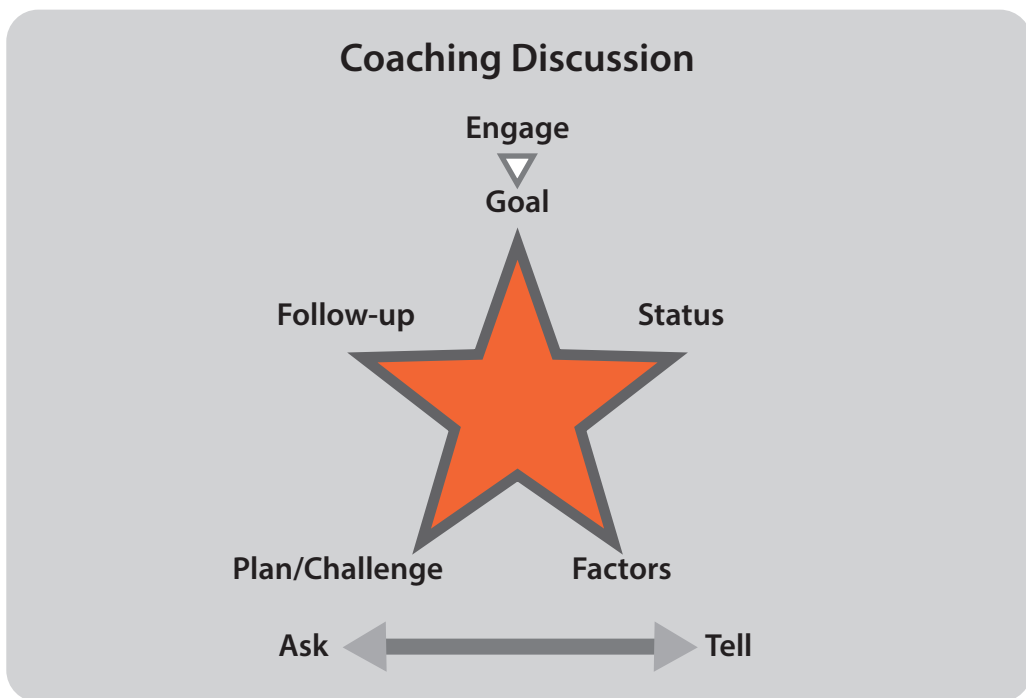 Coaching Discussion
Engage
Goal
Follow-up
Status
Plan/Challenge
Factors
Ask
Tell